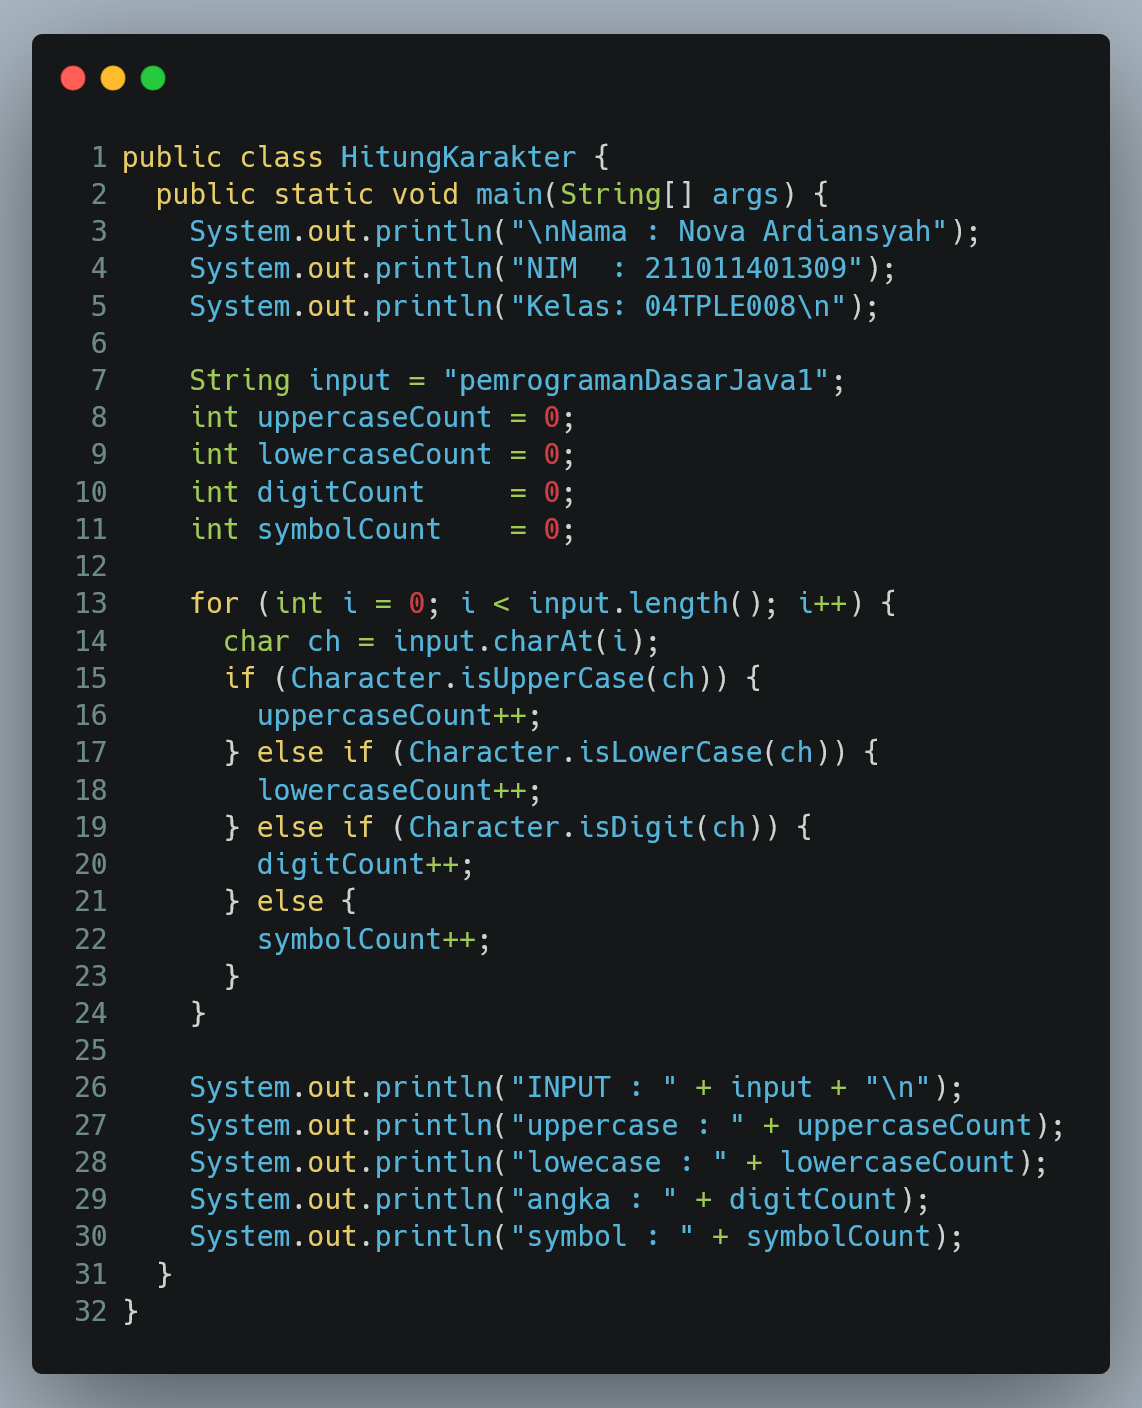 1 public class HitungKarakter {
2   public static void main(String[] args) {
3     System.out.println("\nNama : Nova Ardiansyah");
4     System.out.println("NIM  : 211011401309");
5     System.out.println("Kelas: 04TPLE008\n");
6
7     String input = "pemrogramanDasarJava1";
8     int uppercaseCount = 0;
9     int lowercaseCount = 0;
10     int digitCount     = 0;
11     int symbolCount    = 0;
12
13     for (int i = 0; i < input.length(); i++) {
14       char ch = input.charAt(i);
15       if (Character.isUpperCase(ch)) {
16         uppercaseCount++;
17       } else if (Character.isLowerCase(ch)) {
18         lowercaseCount++;
19       } else if (Character.isDigit(ch)) {
20         digitCount++;
21       } else {
22         symbolCount++;
23       }
24     }
25
26     System.out.println("INPUT : " + input + "\n");
27     System.out.println("uppercase : " + uppercaseCount);
28     System.out.println("lowecase : " + lowercaseCount);
29     System.out.println("angka : " + digitCount);
30     System.out.println("symbol : " + symbolCount);
31   }
32 }